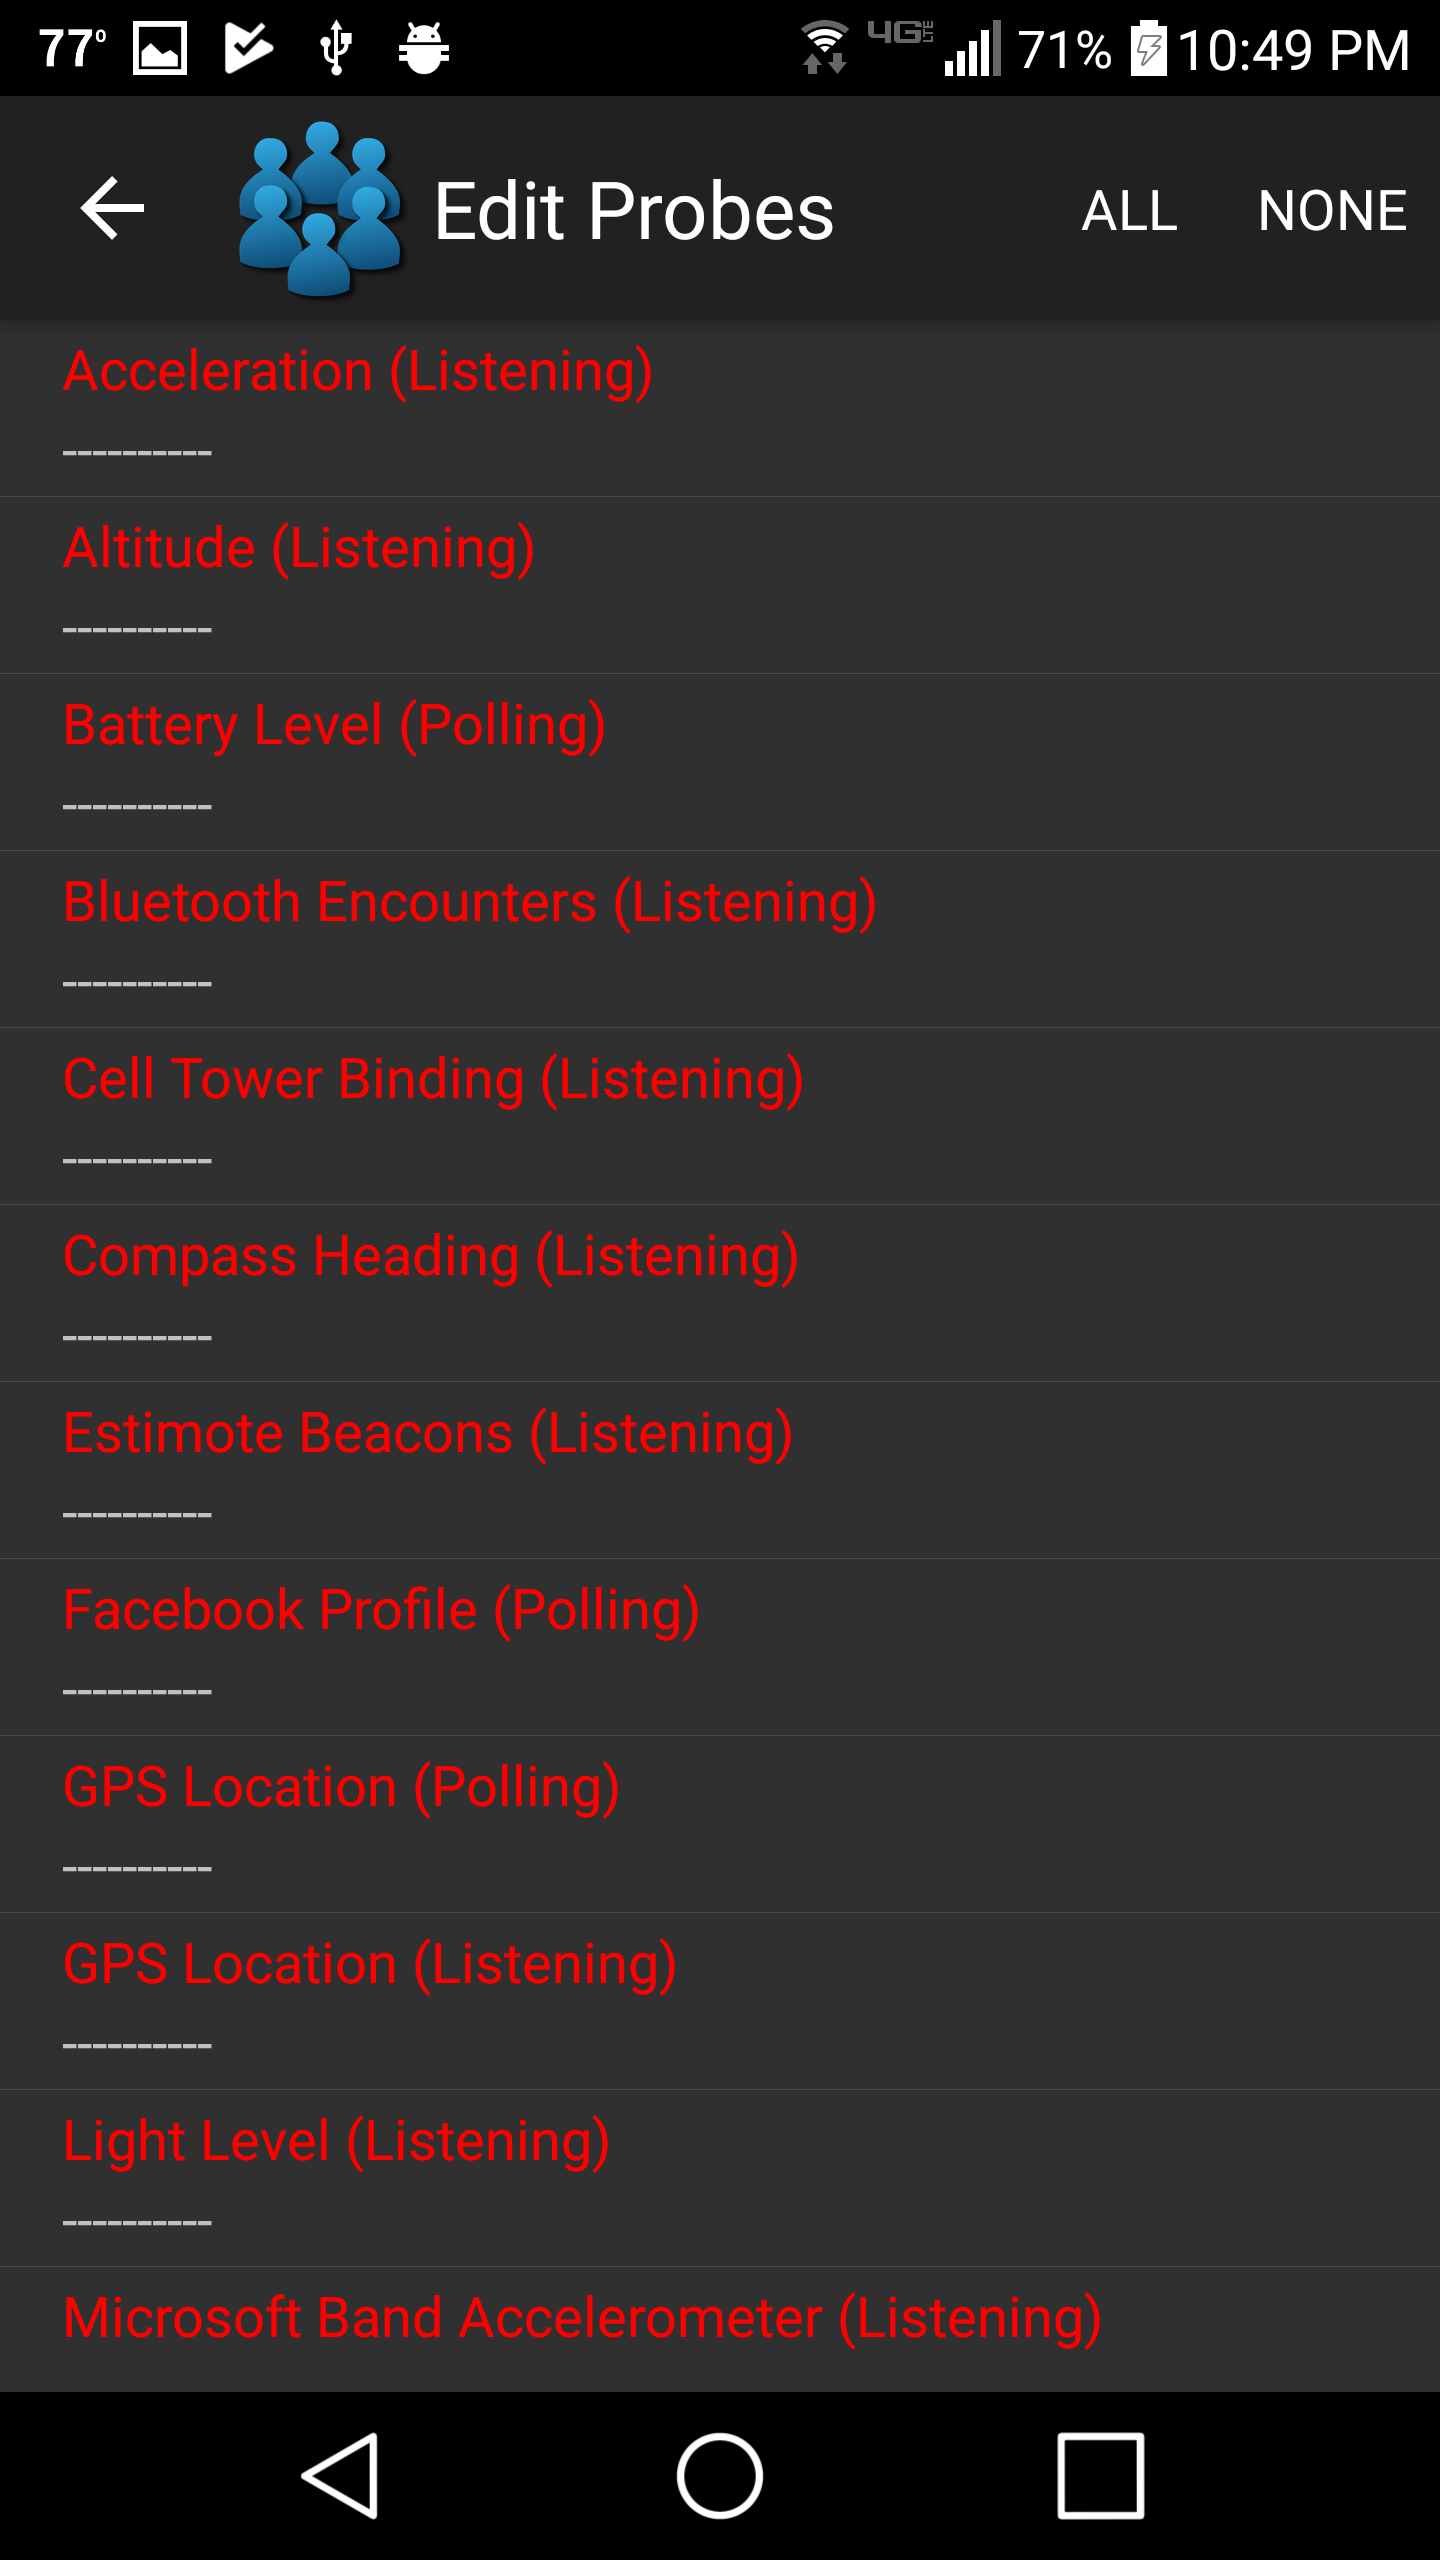 77° 4G LTE 71% 10:49 PM
Edit Probes ALL NONE
Acceleration (Listening)
----------
Altitude (Listening)
----------
Battery Level (Polling)
----------
Bluetooth Encounters (Listening)
----------
Cell Tower Binding (Listening)
----------
Compass Heading (Listening)
----------
Estimote Beacons (Listening)
----------
Facebook Profile (Polling)
----------
GPS Location (Polling)
----------
GPS Location (Listening)
----------
Light Level (Listening)
----------
Microsoft Band Accelerometer (Listening)